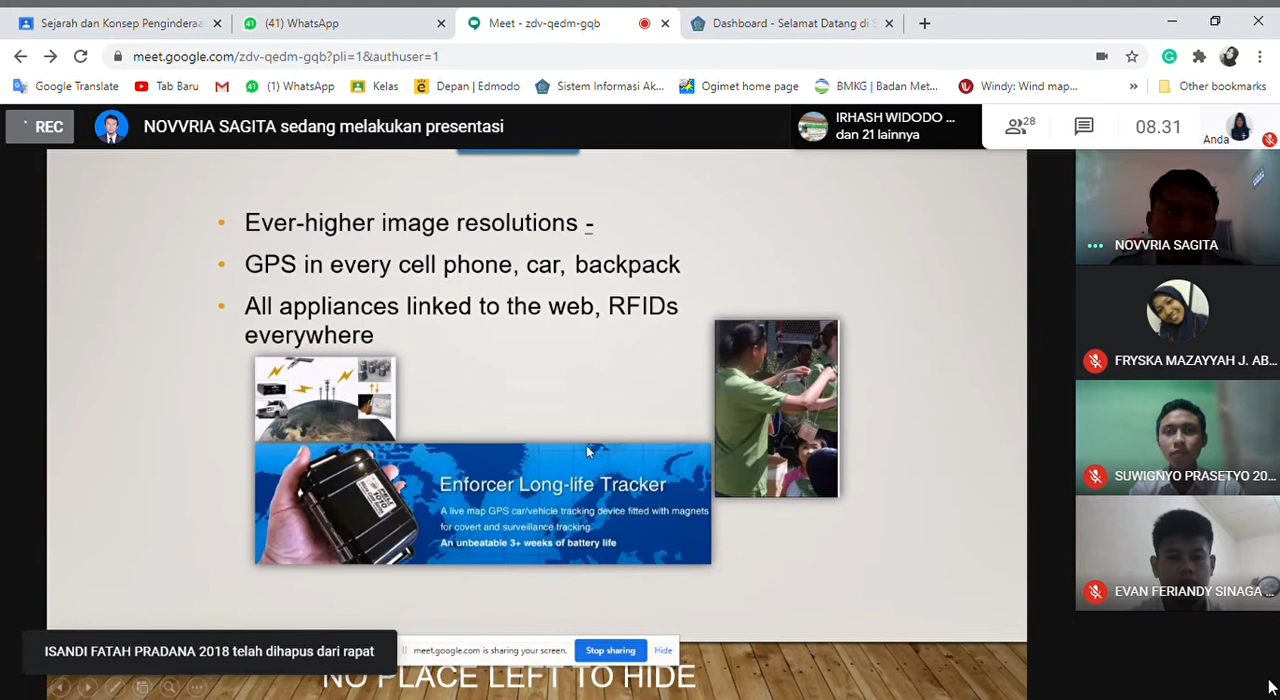 Sejarah dan Konsep Penginderaa
(41) WhatsApp
Meet - zdv-qedm-gqb
Dashboard - Selamat Datang di S
meet.google.com/zdv-qedm-gqb?pli=1&authuser=1
Google Translate
Tab Baru
(1) WhatsApp
Kelas
Depan | Edmodo
Sistem Informasi Ak...
Ogimet home page
BMKG | Badan Met...
Windy: Wind map...
»
Other bookmarks
REC
NOVVRIA SAGITA sedang melakukan presentasi
IRHASH WIDODO ...
dan 21 lainnya
28
08.31
Anda
Ever-higher image resolutions -
GPS in every cell phone, car, backpack
All appliances linked to the web, RFIDs
everywhere
Enforcer Long-life Tracker
A live map GPS car/vehicle tracking device fitted with magnets
for covert and surveillance tracking.
An unbeatable 3+ weeks of battery life
NOVVRIA SAGITA
FRYSKA MAZAYYAH J. AB...
SUWIGNYO PRASETYO 20...
EVAN FERIANDY SINAGA ...
ISANDI FATAH PRADANA 2018 telah dihapus dari rapat
meet.google.com is sharing your screen.
Stop sharing
Hide
NO PLACE LEFT TO HIDE